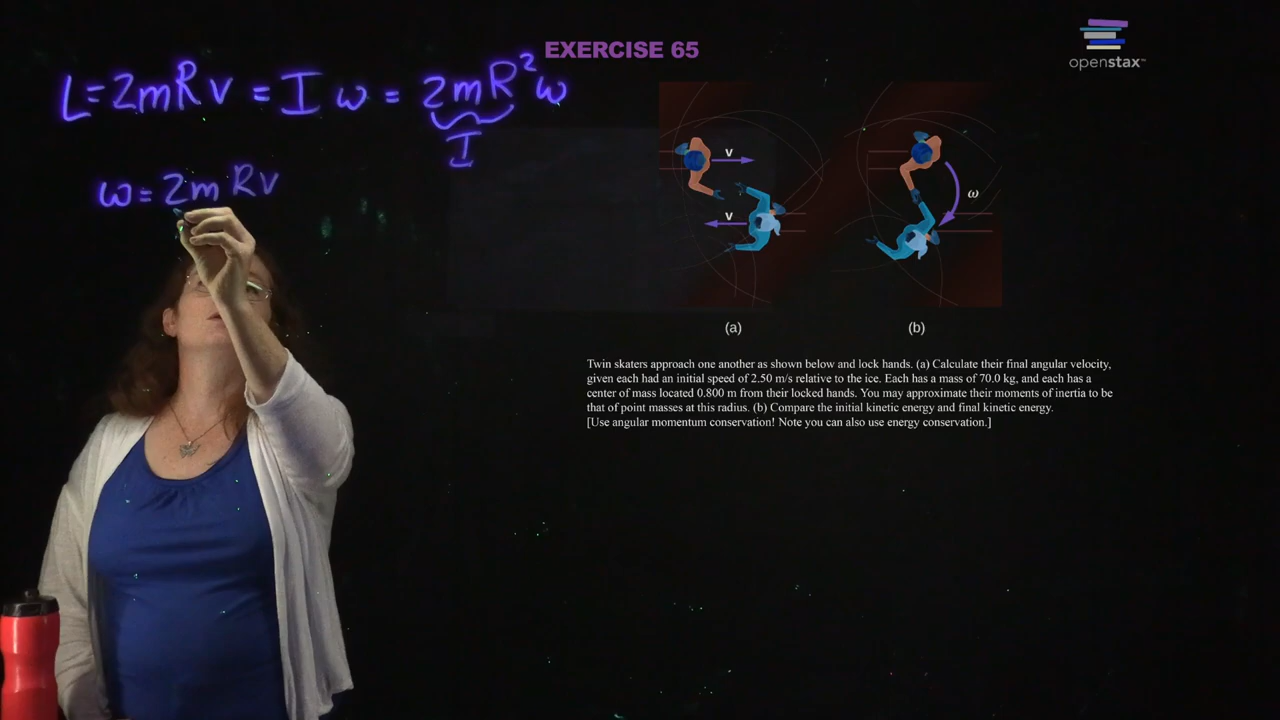 EXERCISE 65
openstax™
L=2mRv = I ω = 2mR²ω
I
ω = 2m Rv
v
v
ω
(a)
(b)
Twin skaters approach one another as shown below and lock hands. (a) Calculate their final angular velocity,
given each had an initial speed of 2.50 m/s relative to the ice. Each has a mass of 70.0 kg, and each has a
center of mass located 0.800 m from their locked hands. You may approximate their moments of inertia to be
that of point masses at this radius. (b) Compare the initial kinetic energy and final kinetic energy.
[Use angular momentum conservation! Note you can also use energy conservation.]